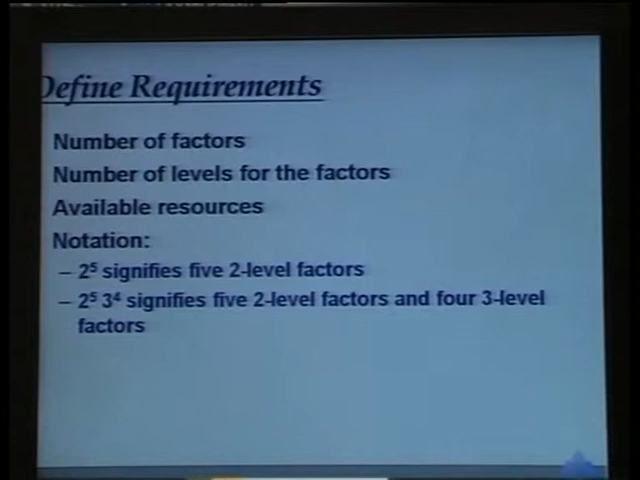 Define Requirements
Number of factors
Number of levels for the factors
Available resources
Notation:
– 2⁵ signifies five 2-level factors
– 2⁵ 3⁴ signifies five 2-level factors and four 3-level
factors